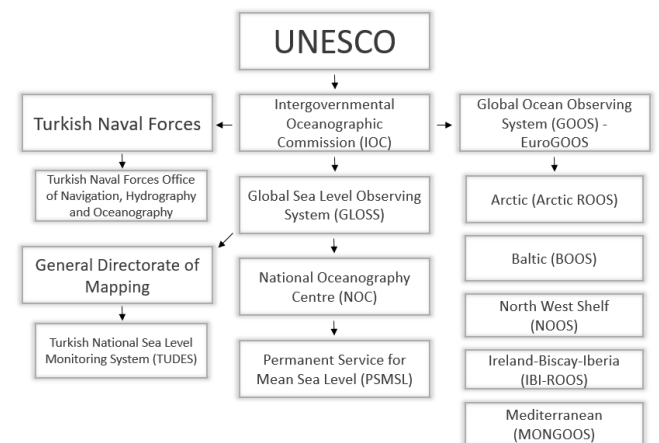 UNESCO
Turkish Naval Forces
Intergovernmental
Oceanographic
Commission (IOC)
Global Ocean Observing
System (GOOS) -
EuroGOOS
Turkish Naval Forces Office
of Navigation, Hydrography
and Oceanography
Global Sea Level Observing
System (GLOSS)
Arctic (Arctic ROOS)
General Directorate of
Mapping
National Oceanography
Centre (NOC)
Baltic (BOOS)
North West Shelf
(NOOS)
Turkish National Sea Level
Monitoring System (TUDES)
Permanent Service for
Mean Sea Level (PSMSL)
Ireland-Biscay-Iberia
(IBI-ROOS)
Mediterranean
(MONGOOS)